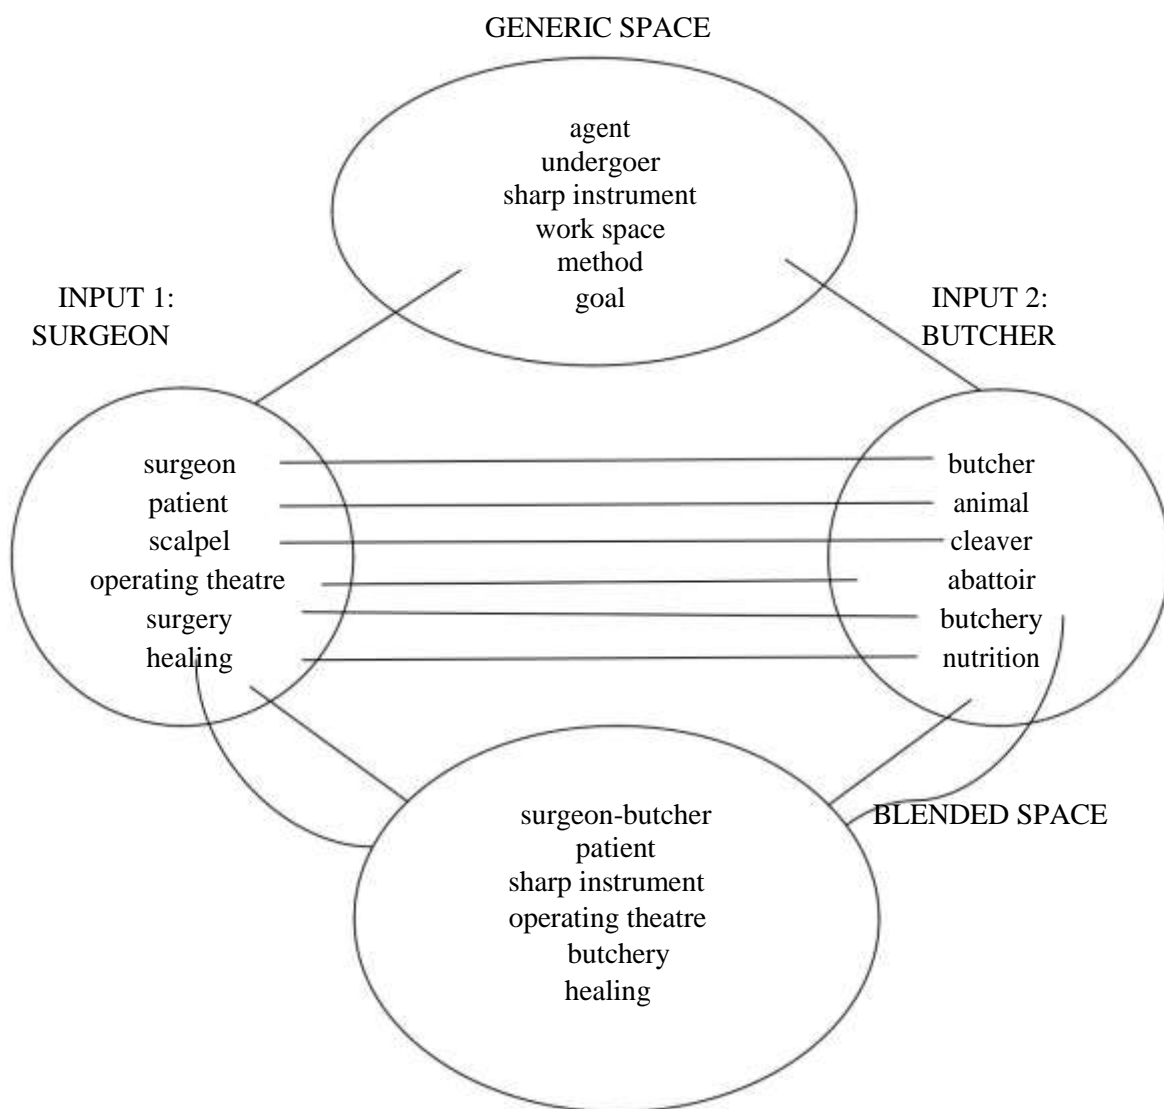 GENERIC SPACE
agent
undergoer
sharp instrument
work space
method
goal
INPUT 1:
SURGEON
INPUT 2:
BUTCHER
surgeon
patient
scalpel
operating theatre
surgery
healing
butcher
animal
cleaver
abattoir
butchery
nutrition
BLENDED SPACE
surgeon-butcher
patient
sharp instrument
operating theatre
butchery
healing